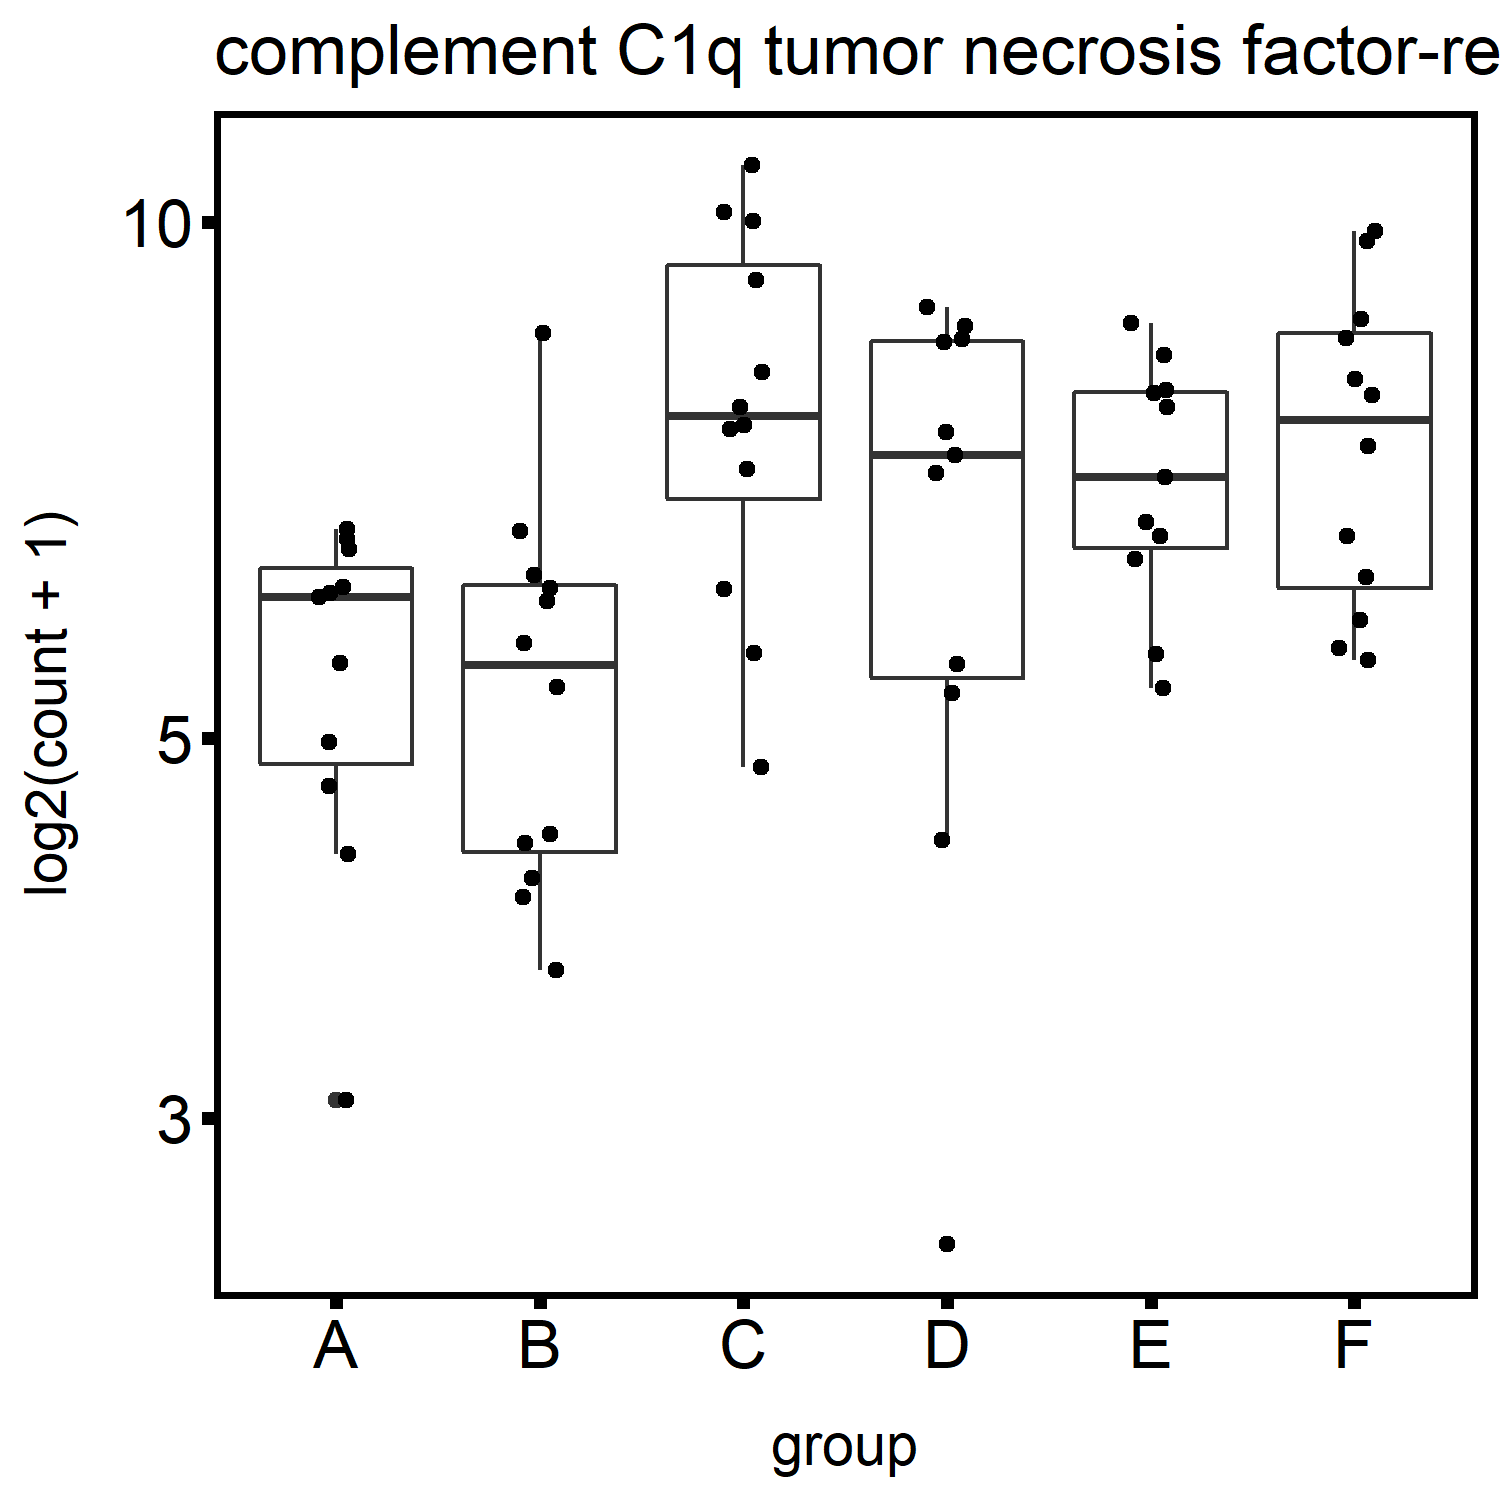 complement C1q tumor necrosis factor-re
10
5
3
log2(count + 1)
A B C D E F
group